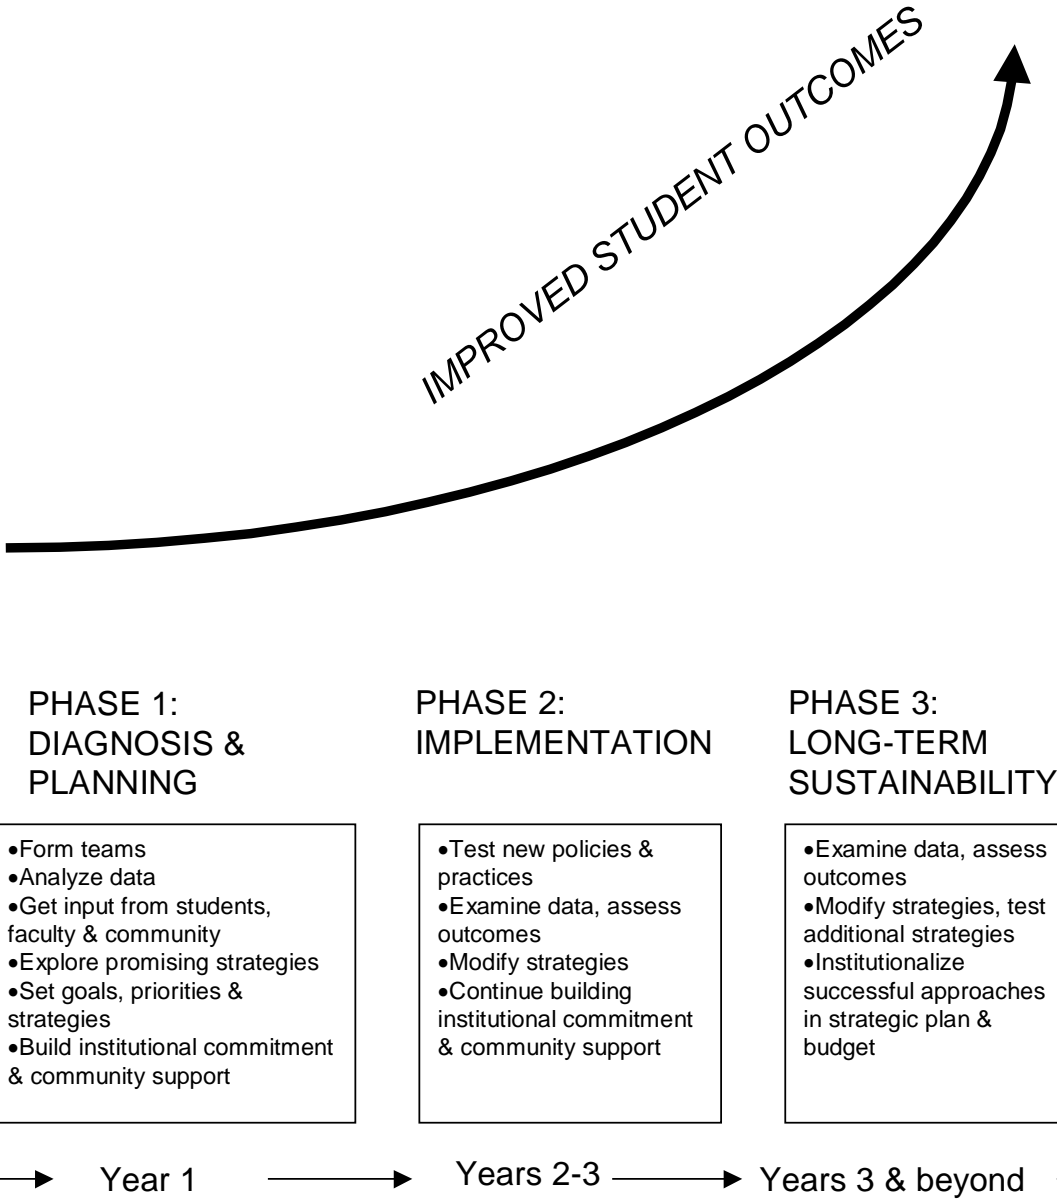 IMPROVED STUDENT OUTCOMES
PHASE 1:
DIAGNOSIS &
PLANNING
•Form teams
•Analyze data
•Get input from students,
faculty & community
•Explore promising strategies
•Set goals, priorities &
strategies
•Build institutional commitment
& community support
Year 1
PHASE 2:
IMPLEMENTATION
•Test new policies &
practices
•Examine data, assess
outcomes
•Modify strategies
•Continue building
institutional commitment
& community support
Years 2-3
PHASE 3:
LONG-TERM
SUSTAINABILITY
•Examine data, assess
outcomes
•Modify strategies, test
additional strategies
•Institutionalize
successful approaches
in strategic plan &
budget
Years 3 & beyond